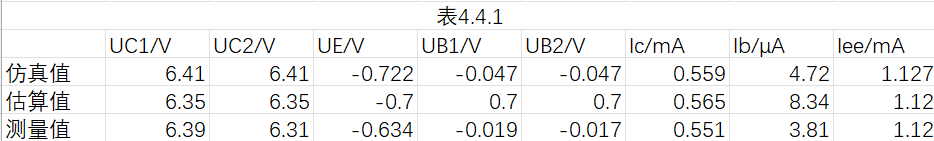 表4.4.1
UC1/V UC2/V UE/V UB1/V UB2/V Ic/mA Ib/μA Iee/mA
仿真值 6.41 6.41 -0.722 -0.047 -0.047 0.559 4.72 1.127
估算值 6.35 6.35 -0.7 0.7 0.7 0.565 8.34 1.12
测量值 6.39 6.31 -0.634 -0.019 -0.017 0.551 3.81 1.12